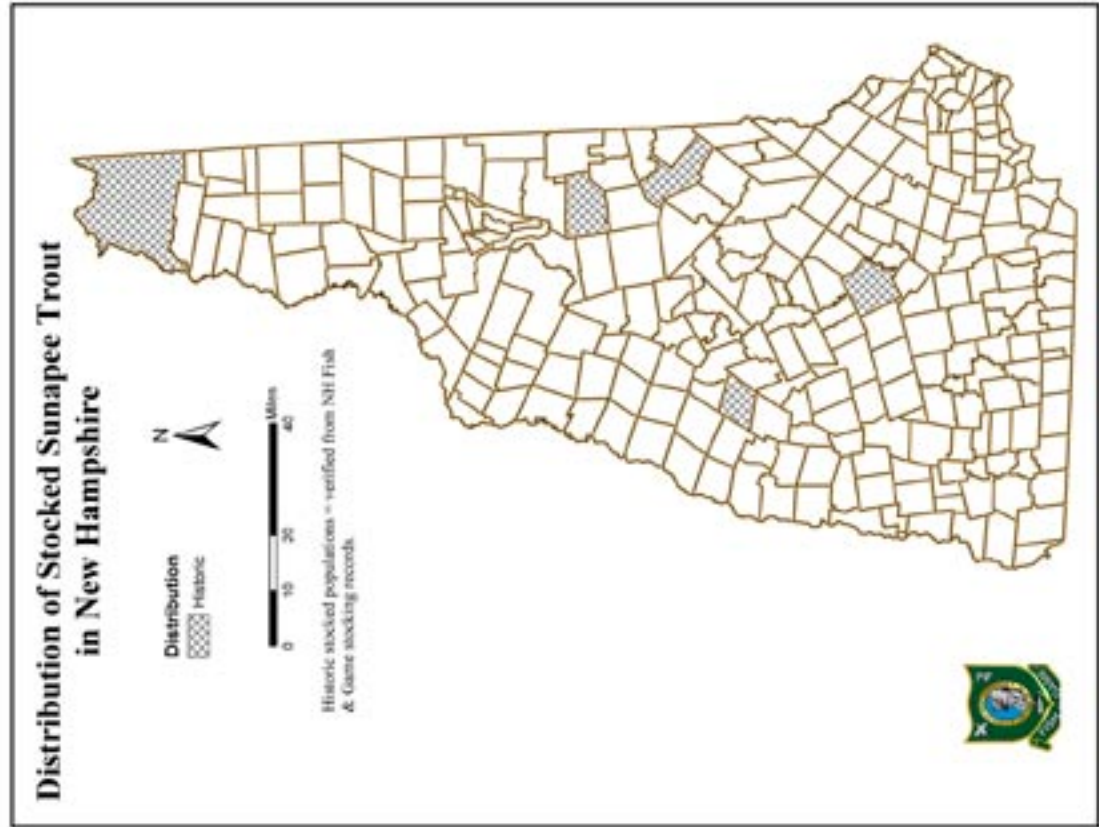 Distribution of Stocked Sunapee Trout
in New Hampshire
N
Distribution
Historic
0 10 20 40
Miles
Historic stocked populations = verified from NH Fish
& Game stocking records.